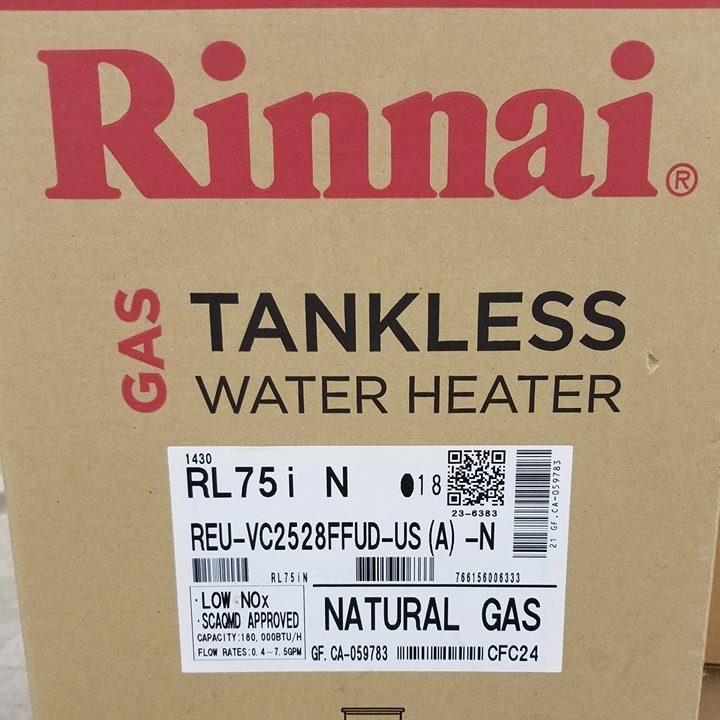 Rinnai®
GAS
TANKLESS
WATER HEATER
1430
RL75i N ●18
23-6383
21 GF.CA-059783
REU-VC2528FFUD-US(A)-N
RL75iN 766156006333
·LOW NOx
·SCAQMD APPROVED
CAPACITY:180,000BTU/H
FLOW RATES:0.4~7.5GPM
NATURAL GAS
GF.CA-059783 CFC24